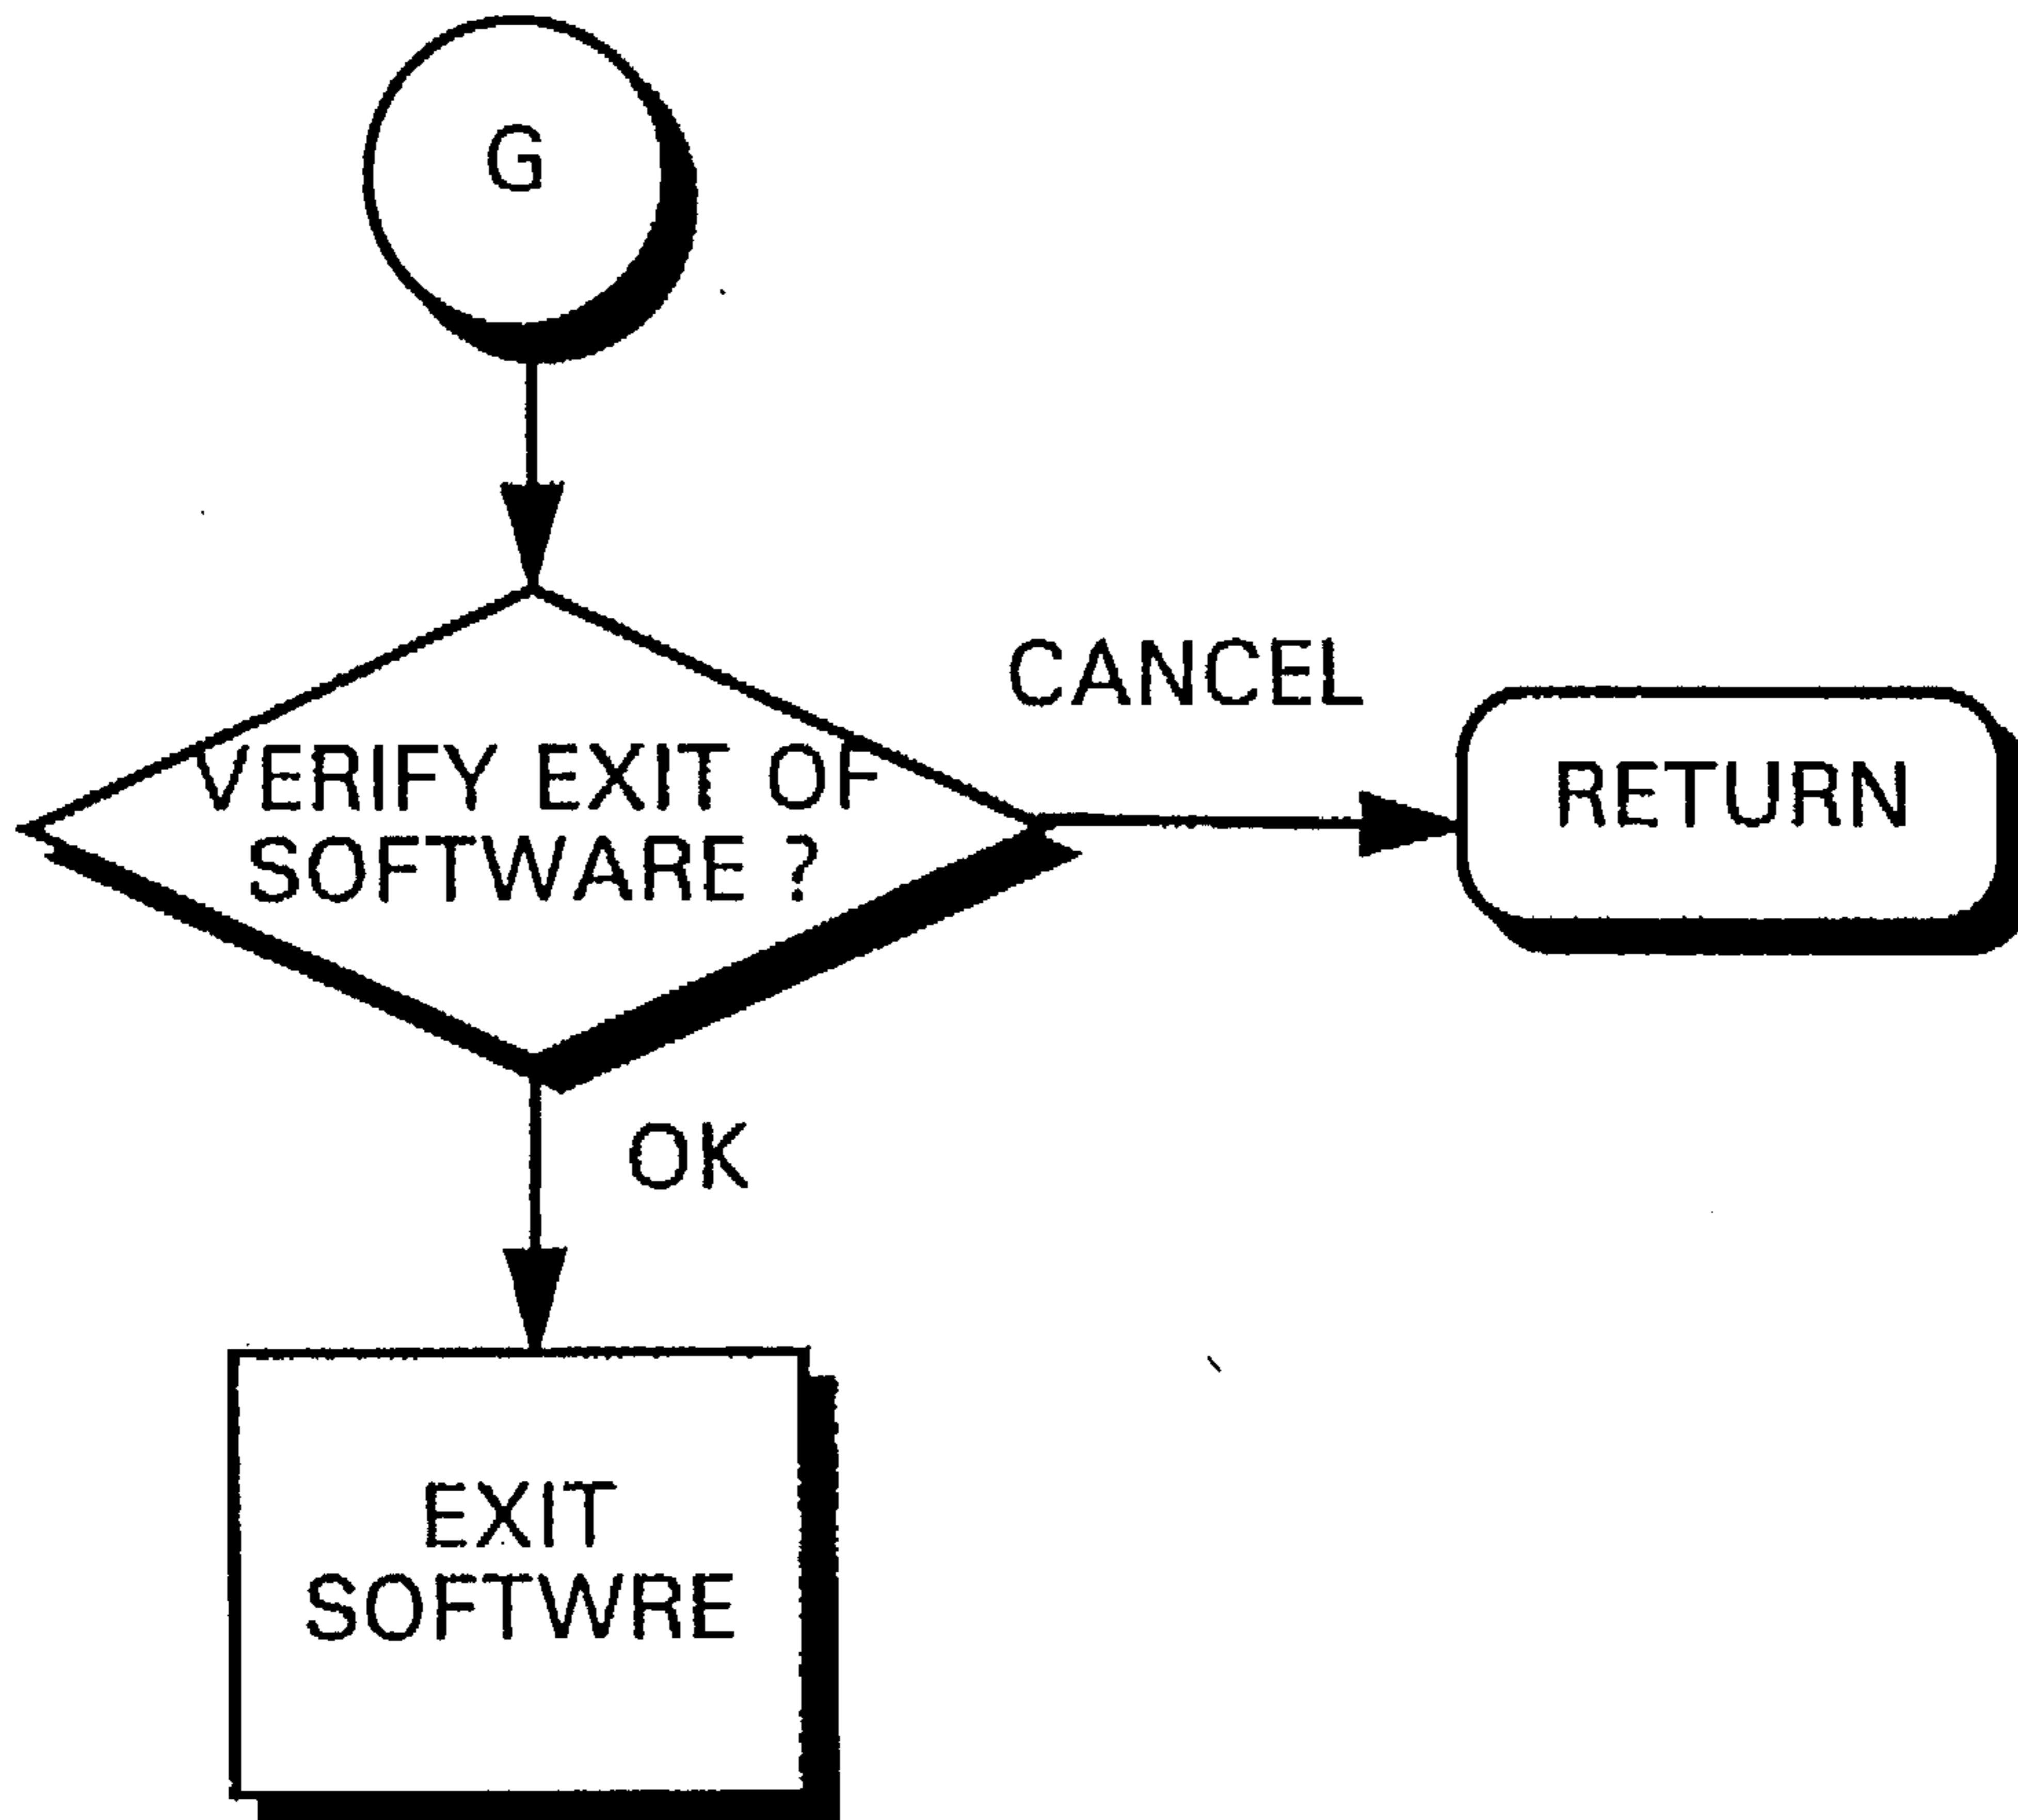 G
CANCEL
VERIFY EXIT OF
SOFTWARE ?
RETURN
OK
EXIT
SOFTWRE